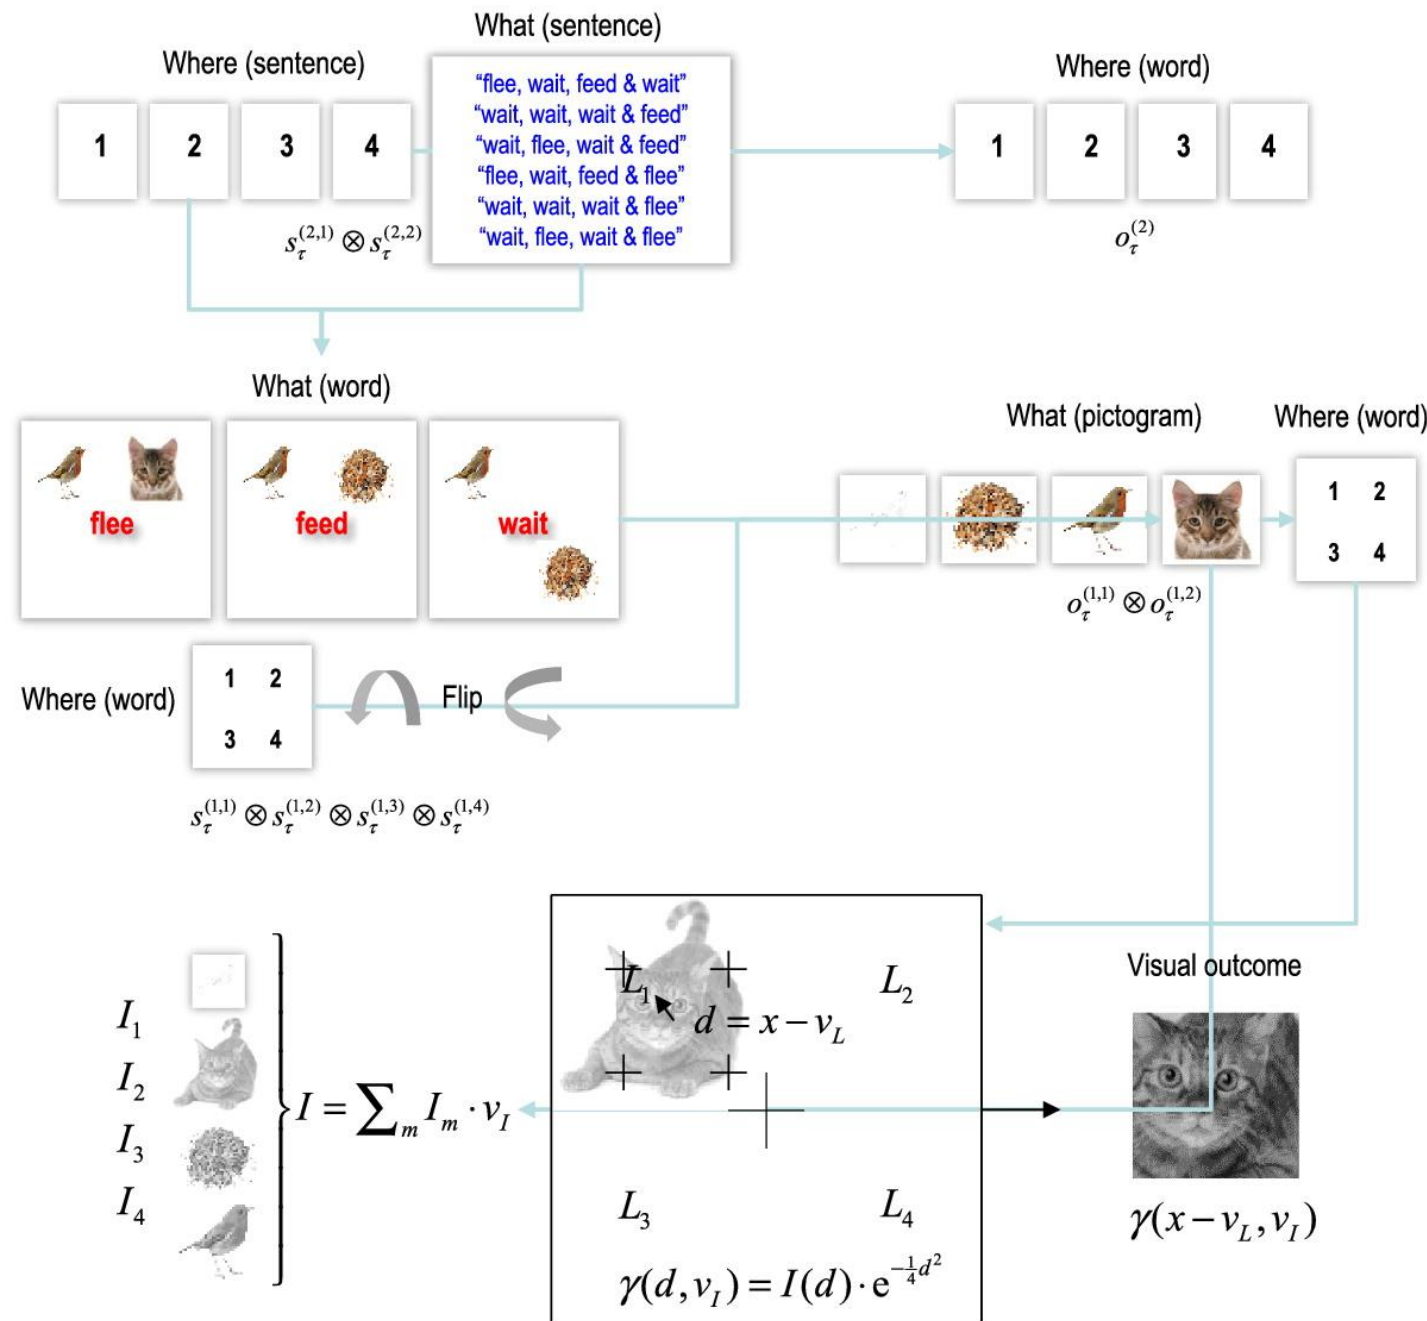 What (sentence)
Where (sentence)
Where (word)
1 2 3 4
“flee, wait, feed & wait”
“wait, wait, wait & feed”
“wait, flee, wait & feed”
“flee, wait, feed & flee”
“wait, wait, wait & flee”
“wait, flee, wait & flee”
1 2 3 4
s_τ^(2,1) ⊗ s_τ^(2,2)
o_τ^(2)
What (word)
flee
feed
wait
What (pictogram)
Where (word)
1 2
3 4
o_τ^(1,1) ⊗ o_τ^(1,2)
Where (word)
1 2
3 4
Flip
s_τ^(1,1) ⊗ s_τ^(1,2) ⊗ s_τ^(1,3) ⊗ s_τ^(1,4)
I_1
I_2
I_3
I_4
I = ∑_m I_m · v_I
L_1
L_2
d = x − v_L
L_3
L_4
γ(d, v_I) = I(d) · e^(−¼d²)
Visual outcome
γ(x − v_L, v_I)